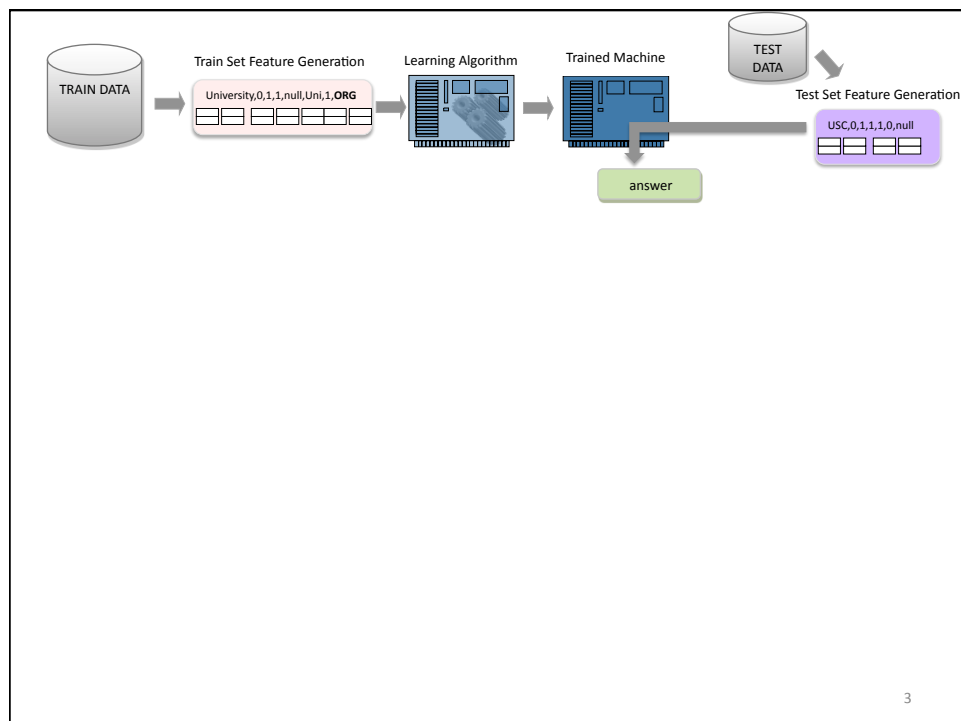 TRAIN DATA
Train Set Feature Generation
University,0,1,1,null,Uni,1,ORG
Learning Algorithm
Trained Machine
answer
TEST
DATA
Test Set Feature Generation
USC,0,1,1,1,0,null
3